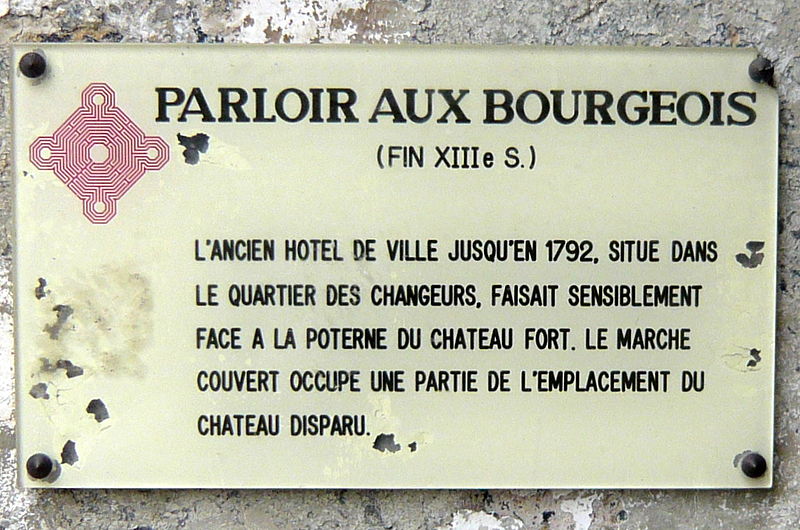 PARLOIR AUX BOURGEOIS
(FIN XIIIe S.)
L'ANCIEN HOTEL DE VILLE JUSQU'EN 1792, SITUE DANS
LE QUARTIER DES CHANGEURS, FAISAIT SENSIBLEMENT
FACE A LA POTERNE DU CHATEAU FORT. LE MARCHE
COUVERT OCCUPE UNE PARTIE DE L'EMPLACEMENT DU
CHATEAU DISPARU.